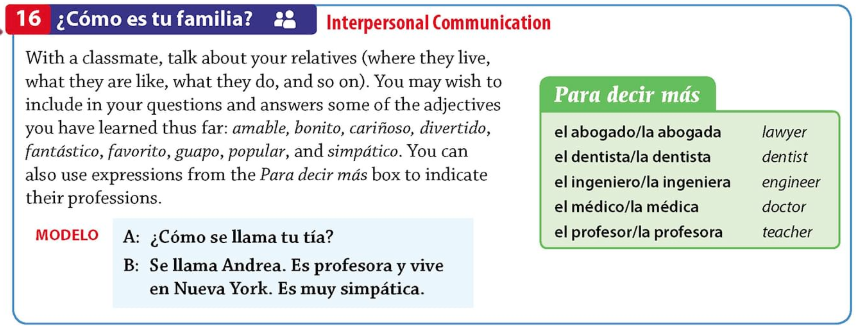 16 ¿Cómo es tu familia? Interpersonal Communication
With a classmate, talk about your relatives (where they live,
what they are like, what they do, and so on). You may wish to
include in your questions and answers some of the adjectives
you have learned thus far: amable, bonito, cariñoso, divertido,
fantástico, favorito, guapo, popular, and simpático. You can
also use expressions from the Para decir más box to indicate
their professions.
MODELO A: ¿Cómo se llama tu tía?
B: Se llama Andrea. Es profesora y vive
en Nueva York. Es muy simpática.
Para decir más
el abogado/la abogada lawyer
el dentista/la dentista dentist
el ingeniero/la ingeniera engineer
el médico/la médica doctor
el profesor/la profesora teacher